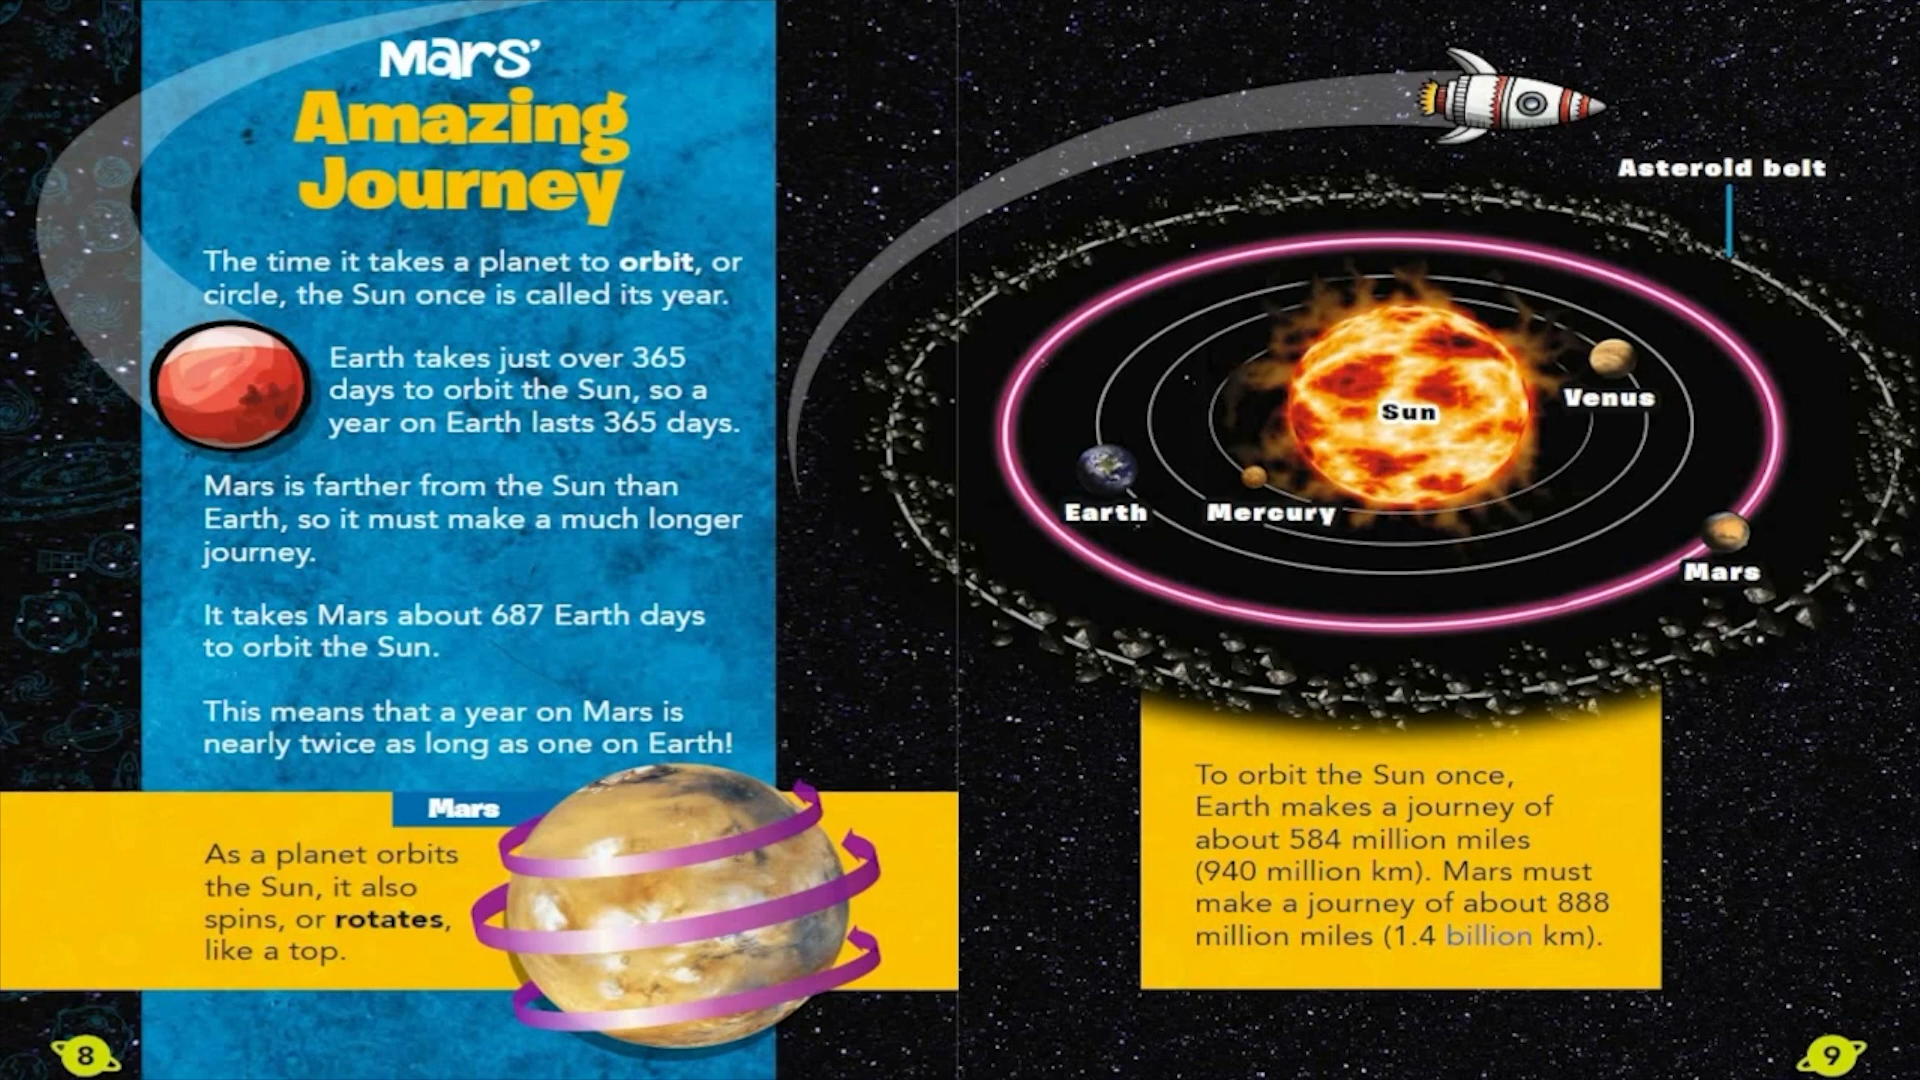 Mars'
Amazing
Journey
The time it takes a planet to orbit, or
circle, the Sun once is called its year.
Earth takes just over 365
days to orbit the Sun, so a
year on Earth lasts 365 days.
Mars is farther from the Sun than
Earth, so it must make a much longer
journey.
It takes Mars about 687 Earth days
to orbit the Sun.
This means that a year on Mars is
nearly twice as long as one on Earth!
Mars
As a planet orbits
the Sun, it also
spins, or rotates,
like a top.
8
Asteroid belt
Sun
Venus
Earth
Mercury
Mars
To orbit the Sun once,
Earth makes a journey of
about 584 million miles
(940 million km). Mars must
make a journey of about 888
million miles (1.4 billion km).
9